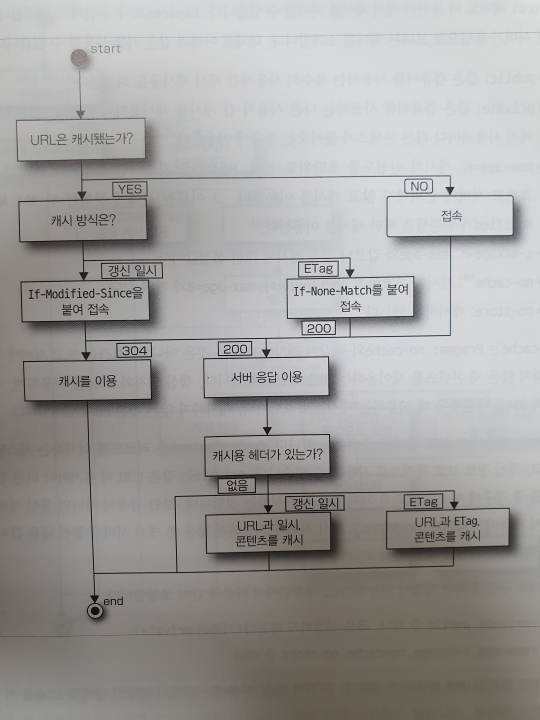 start
URL은 캐시됐는가?
YES
NO
캐시 방식은?
접속
갱신 일시
ETag
If-Modified-Since을
붙여 접속
If-None-Match를 붙여
접속
200
304
200
캐시를 이용
서버 응답 이용
캐시용 헤더가 있는가?
없음
갱신 일시
ETag
URL과 일시,
콘텐츠를 캐시
URL과 ETag,
콘텐츠를 캐시
end